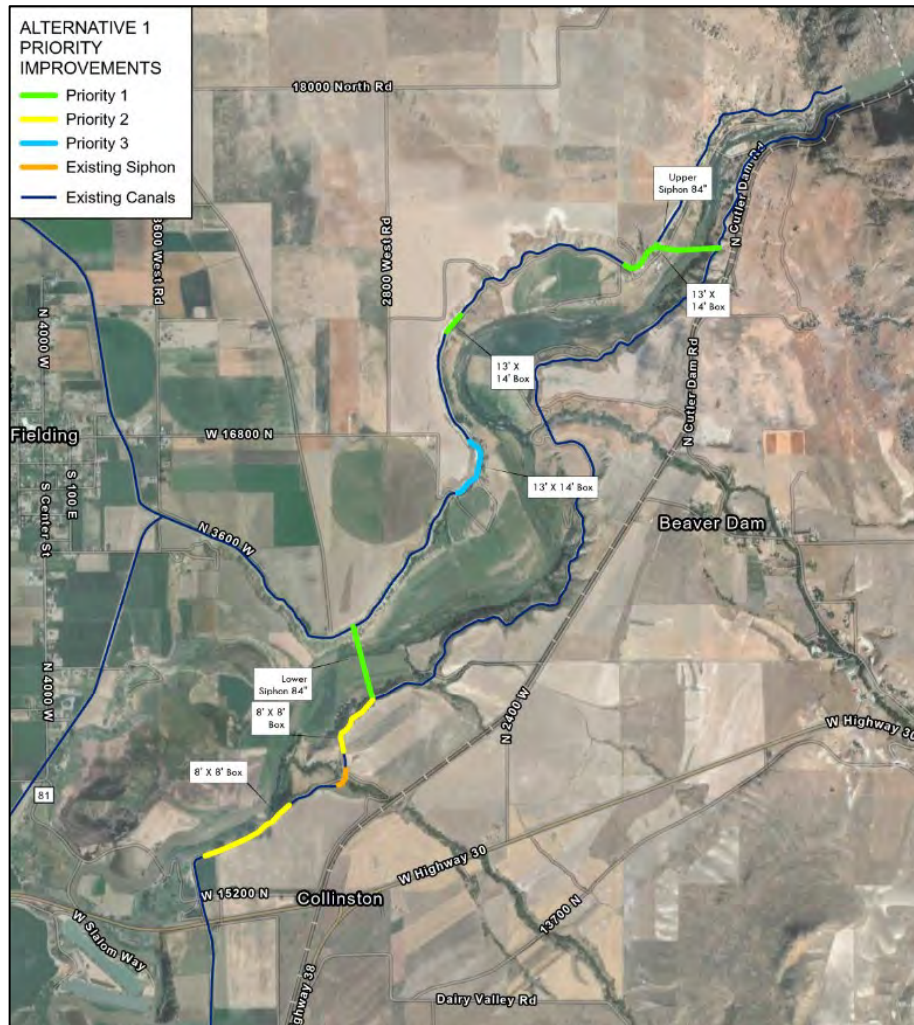 ALTERNATIVE 1
PRIORITY
IMPROVEMENTS
Priority 1
Priority 2
Priority 3
Existing Siphon
Existing Canals
18000 North Rd
3600 West Rd
2800 West Rd
Upper
Siphon 84"
N Cutler Dam Rd
13' X
14' Box
N Cutler Dam Rd
13' X
14' Box
N 4000 W
Fielding
W 16800 N
S 100 E
S Center St
13' X 14' Box
Beaver Dam
N 3600 W
N 4000 W
Lower
Siphon 84"
8' X 8'
Box
N 2400 W
W Highway 30
8' X 8' Box
81
W Highway 30
W 15200 N
Collinston
13700 N
W Slalom Way
Highway 38
Dairy Valley Rd